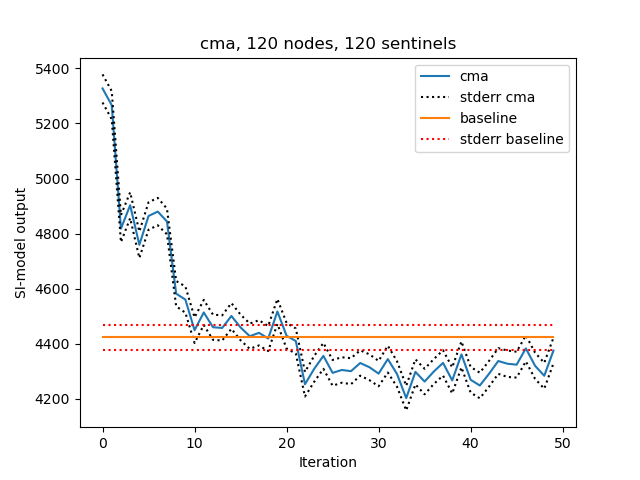 cma, 120 nodes, 120 sentinels
5400
5200
5000
4800
4600
4400
4200
SI-model output
cma
stderr cma
baseline
stderr baseline
0 10 20 30 40 50
Iteration